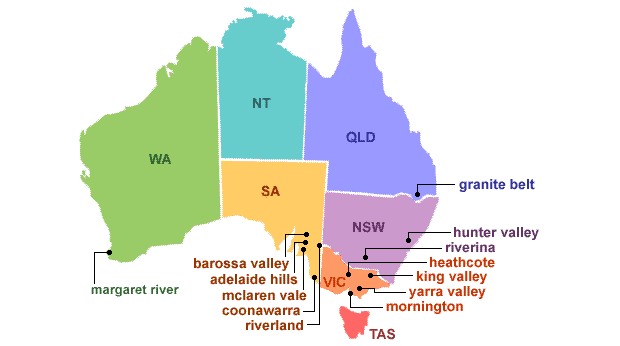 NT
QLD
WA
SA
granite belt
NSW
hunter valley
riverina
barossa valley
heathcote
adelaide hills
king valley
margaret river
VIC
mclaren vale
yarra valley
coonawarra
mornington
riverland
TAS